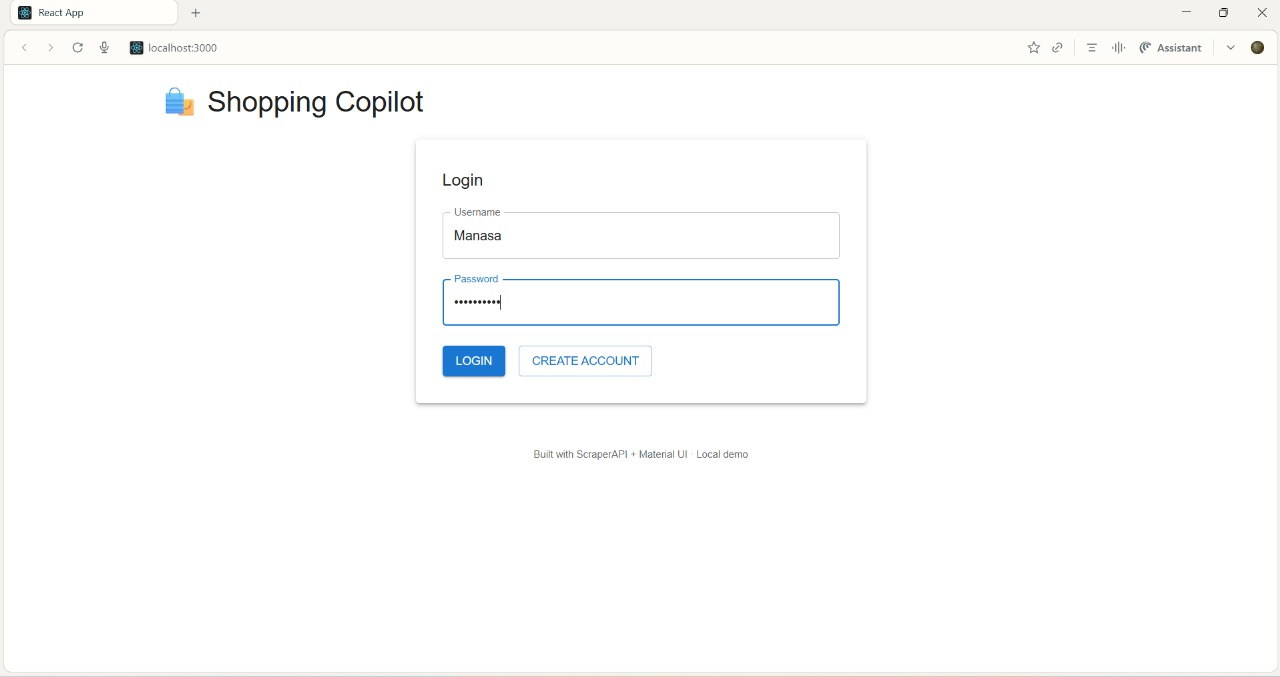 React App
localhost:3000
Assistant
Shopping Copilot
Login
Username
Manasa
Password
••••••••••
LOGIN CREATE ACCOUNT
Built with ScraperAPI + Material UI · Local demo